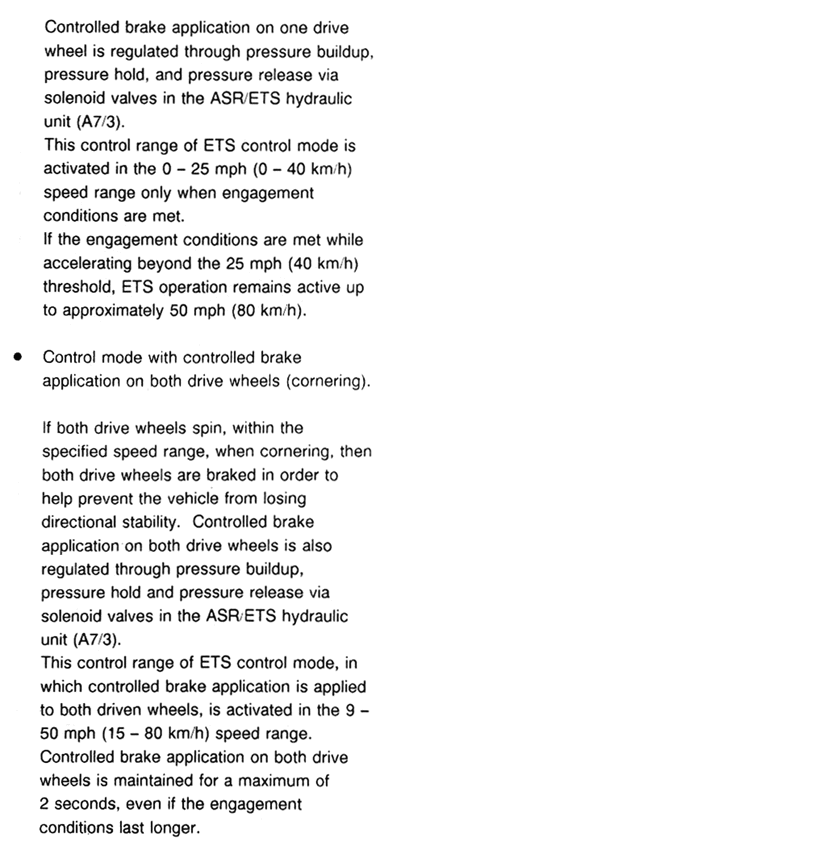 Controlled brake application on one drive
wheel is regulated through pressure buildup,
pressure hold, and pressure release via
solenoid valves in the ASR/ETS hydraulic
unit (A7/3).
This control range of ETS control mode is
activated in the 0 – 25 mph (0 – 40 km/h)
speed range only when engagement
conditions are met.
If the engagement conditions are met while
accelerating beyond the 25 mph (40 km/h)
threshold, ETS operation remains active up
to approximately 50 mph (80 km/h).
● Control mode with controlled brake
application on both drive wheels (cornering).
If both drive wheels spin, within the
specified speed range, when cornering, then
both drive wheels are braked in order to
help prevent the vehicle from losing
directional stability. Controlled brake
application on both drive wheels is also
regulated through pressure buildup,
pressure hold and pressure release via
solenoid valves in the ASR/ETS hydraulic
unit (A7/3).
This control range of ETS control mode, in
which controlled brake application is applied
to both driven wheels, is activated in the 9 –
50 mph (15 – 80 km/h) speed range.
Controlled brake application on both drive
wheels is maintained for a maximum of
2 seconds, even if the engagement
conditions last longer.